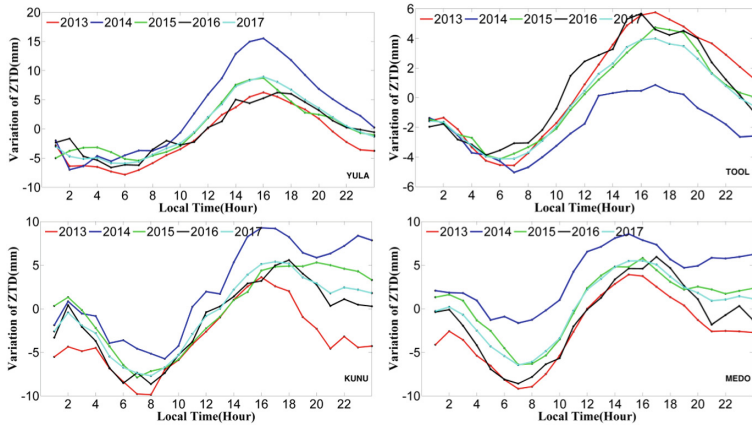 2013 2014 2015 2016 2017
Variation of ZTD(mm)
20
15
10
5
0
-5
-10
2 4 6 8 10 12 14 16 18 20 22
YULA
Local Time(Hour)
2013 2014 2015 2016 2017
Variation of ZTD(mm)
6
4
2
0
-2
-4
-6
2 4 6 8 10 12 14 16 18 20 22
TOOL
Local Time(Hour)
2013 2014 2015 2016 2017
Variation of ZTD(mm)
10
5
0
-5
-10
2 4 6 8 10 12 14 16 18 20 22
KUNU
Local Time(Hour)
2013 2014 2015 2016 2017
Variation of ZTD(mm)
10
5
0
-5
-10
2 4 6 8 10 12 14 16 18 20 22
MEDO
Local Time(Hour)